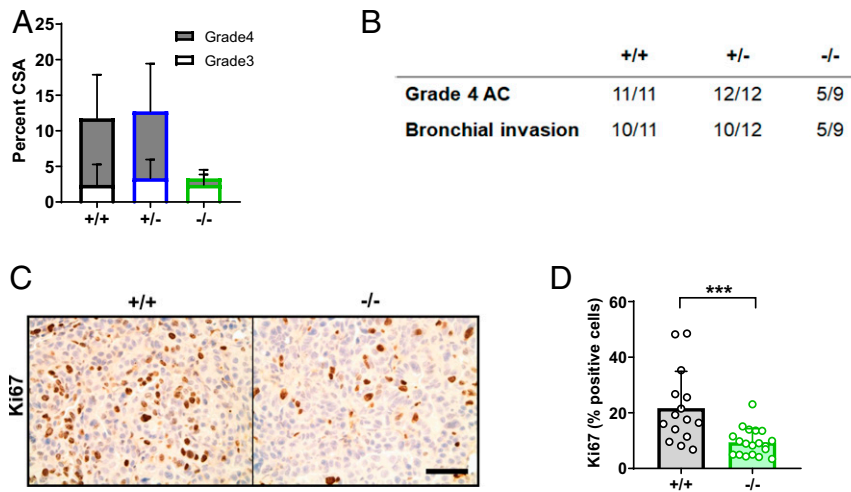 A
25
20
15
10
5
0
Percent CSA
Grade4
Grade3
+/+ +/- -/-
B
+/+ +/- -/-
Grade 4 AC 11/11 12/12 5/9
Bronchial invasion 10/11 10/12 5/9
C
+/+ -/-
Ki67
D
***
60
40
20
0
Ki67 (% positive cells)
+/+ -/-